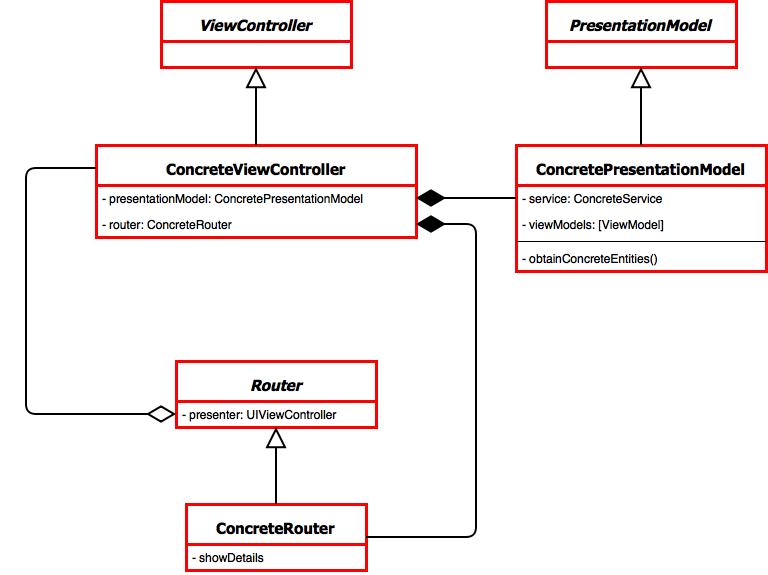 ViewController
PresentationModel
ConcreteViewController
- presentationModel: ConcretePresentationModel
- router: ConcreteRouter
ConcretePresentationModel
- service: ConcreteService
- viewModels: [ViewModel]
- obtainConcreteEntities()
Router
- presenter: UIViewController
ConcreteRouter
- showDetails